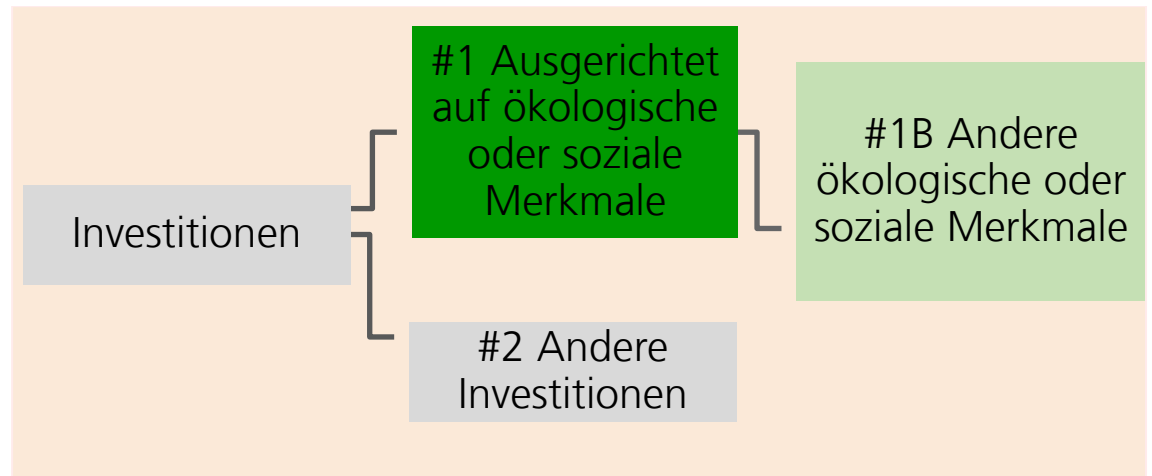 Investitionen
#1 Ausgerichtet
auf ökologische
oder soziale
Merkmale
#1B Andere
ökologische oder
soziale Merkmale
#2 Andere
Investitionen